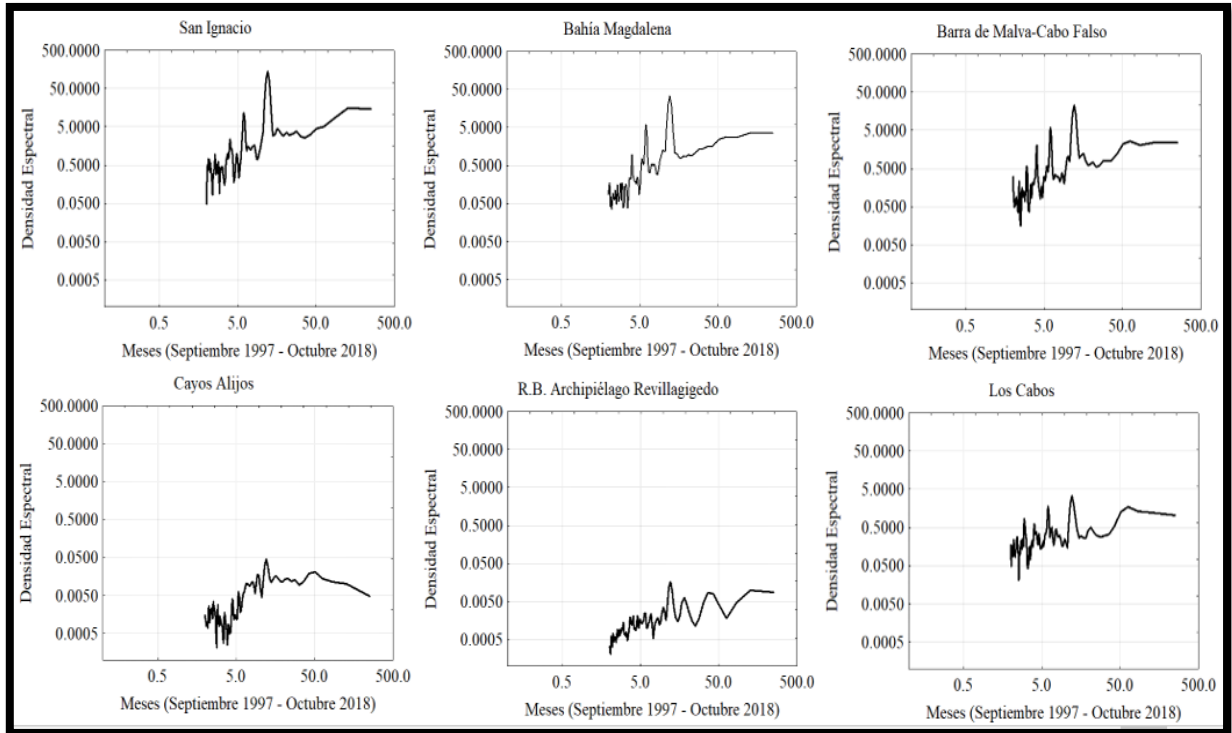 San Ignacio
500.0000
50.0000
5.0000
0.5000
0.0500
0.0050
0.0005
Densidad Espectral
0.5 5.0 50.0 500.0
Meses (Septiembre 1997 - Octubre 2018)
Bahía Magdalena
500.0000
50.0000
5.0000
0.5000
0.0500
0.0050
0.0005
Densidad Espectral
0.5 5.0 50.0 500.0
Meses (Septiembre 1997 - Octubre 2018)
Barra de Malva-Cabo Falso
500.0000
50.0000
5.0000
0.5000
0.0500
0.0050
0.0005
Densidad Espectral
0.5 5.0 50.0 500.0
Meses (Septiembre 1997 - Octubre 2018)
Cayos Alijos
500.0000
50.0000
5.0000
0.5000
0.0500
0.0050
0.0005
Densidad Espectral
0.5 5.0 50.0 500.0
Meses (Septiembre 1997 - Octubre 2018)
R.B. Archipiélago Revillagigedo
500.0000
50.0000
5.0000
0.5000
0.0500
0.0050
0.0005
Densidad Espectral
0.5 5.0 50.0 500.0
Meses (Septiembre 1997 - Octubre 2018)
Los Cabos
500.0000
50.0000
5.0000
0.5000
0.0500
0.0050
0.0005
Densidad Espectral
0.5 5.0 50.0 500.0
Meses (Septiembre 1997 - Octubre 2018)